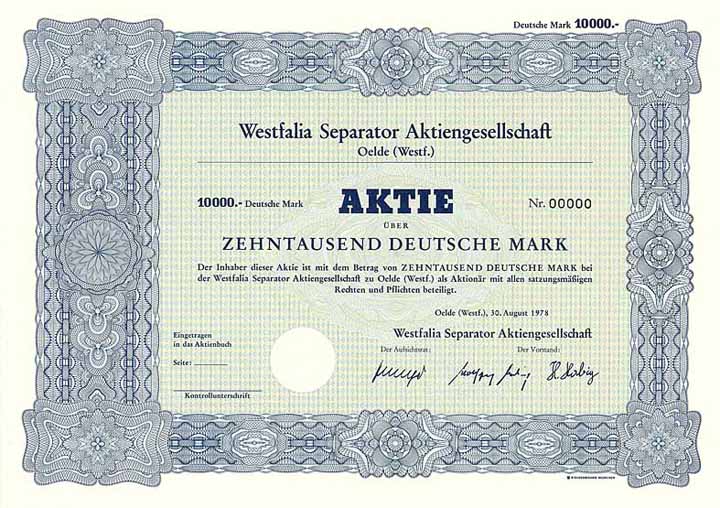 Deutsche Mark 10000.-
Westfalia Separator Aktiengesellschaft
Oelde (Westf.)
10000.- Deutsche Mark AKTIE Nr. 00000
ÜBER
ZEHNTAUSEND DEUTSCHE MARK
Der Inhaber dieser Aktie ist mit dem Betrag von ZEHNTAUSEND DEUTSCHE MARK bei
der Westfalia Separator Aktiengesellschaft zu Oelde (Westf.) als Aktionär mit allen satzungsmäßigen
Rechten und Pflichten beteiligt.
Oelde (Westf.), 30. August 1978
Eingetragen
in das Aktienbuch
Westfalia Separator Aktiengesellschaft
Der Aufsichtsrat: Der Vorstand:
Seite:
Kontrollunterschrift